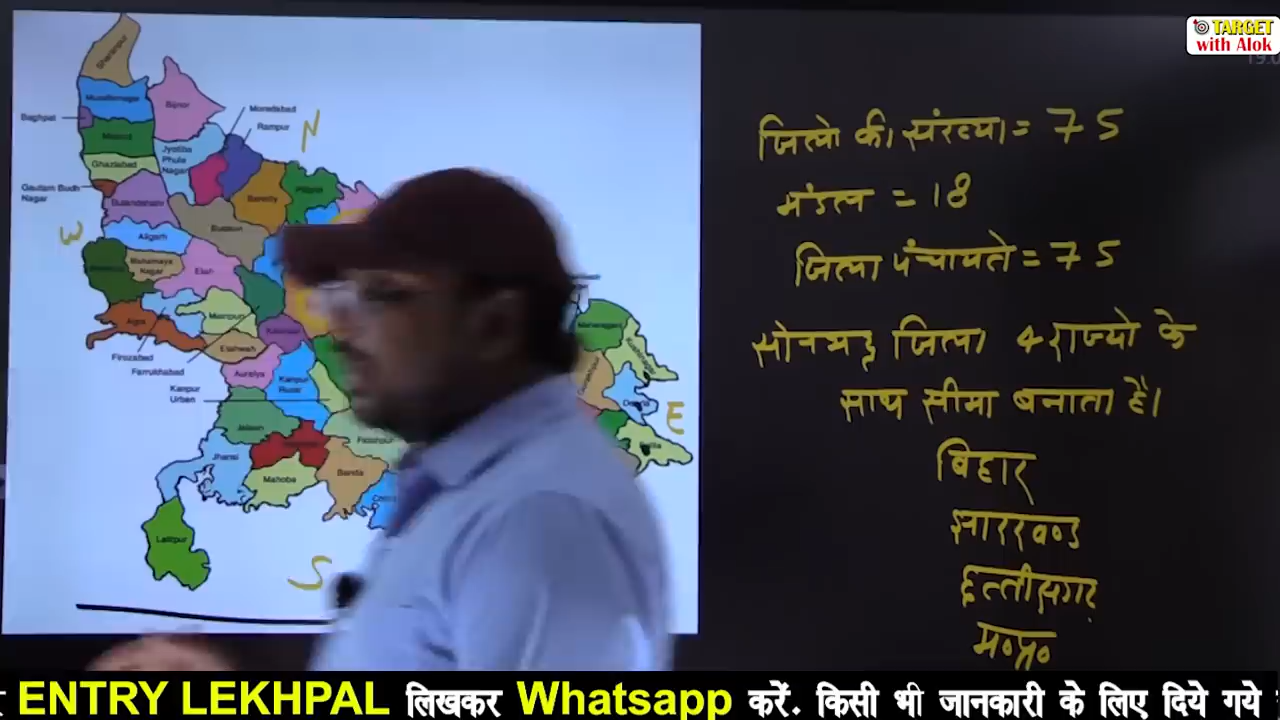 TARGET
with Alok
Saharanpur
Muzaffarnagar
Bijnor
Baghpat
Meerut
Moradabad
Rampur
N
Jyotiba
Phule
Nagar
Ghaziabad
Gautam Budh
Nagar
Bulandshahr
Bareilly
Pilibhit
Budaun
W
Aligarh
Mahamaya
Nagar
Etah
Agra
Mainpuri
Firozabad
Etahwah
Farrukhabad
Kannauj
Auraiya
Kanpur
Rural
Kanpur
Urban
Maharajganj
Deoria
E
Ballia
Jalaun
Fatehpur
Jhansi
Mahoba
Banda
Lalitpur
S
जिलो की संख्या = 75
मंडल = 18
जिला पंचायते = 75
सोनभद्र जिला 4 राज्यो के
साथ सीमा बनाता है।
बिहार
झारखण्ड
छत्तीसगढ़
म०प्र०
ENTRY LEKHPAL लिखकर Whatsapp करें. किसी भी जानकारी के लिए दिये गये